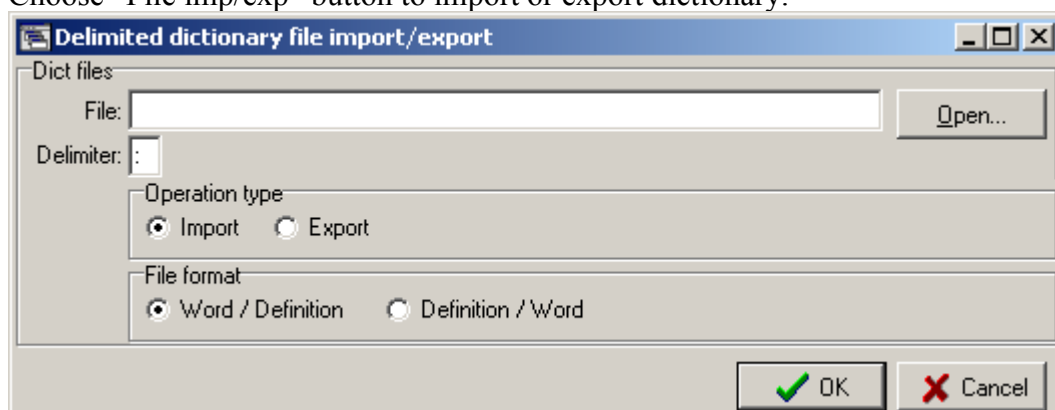 Choose “File imp/exp” button to import or export dictionary.
Delimited dictionary file import/export
Dict files
File:
Open...
Delimiter: :
Operation type
Import Export
File format
Word / Definition Definition / Word
OK Cancel